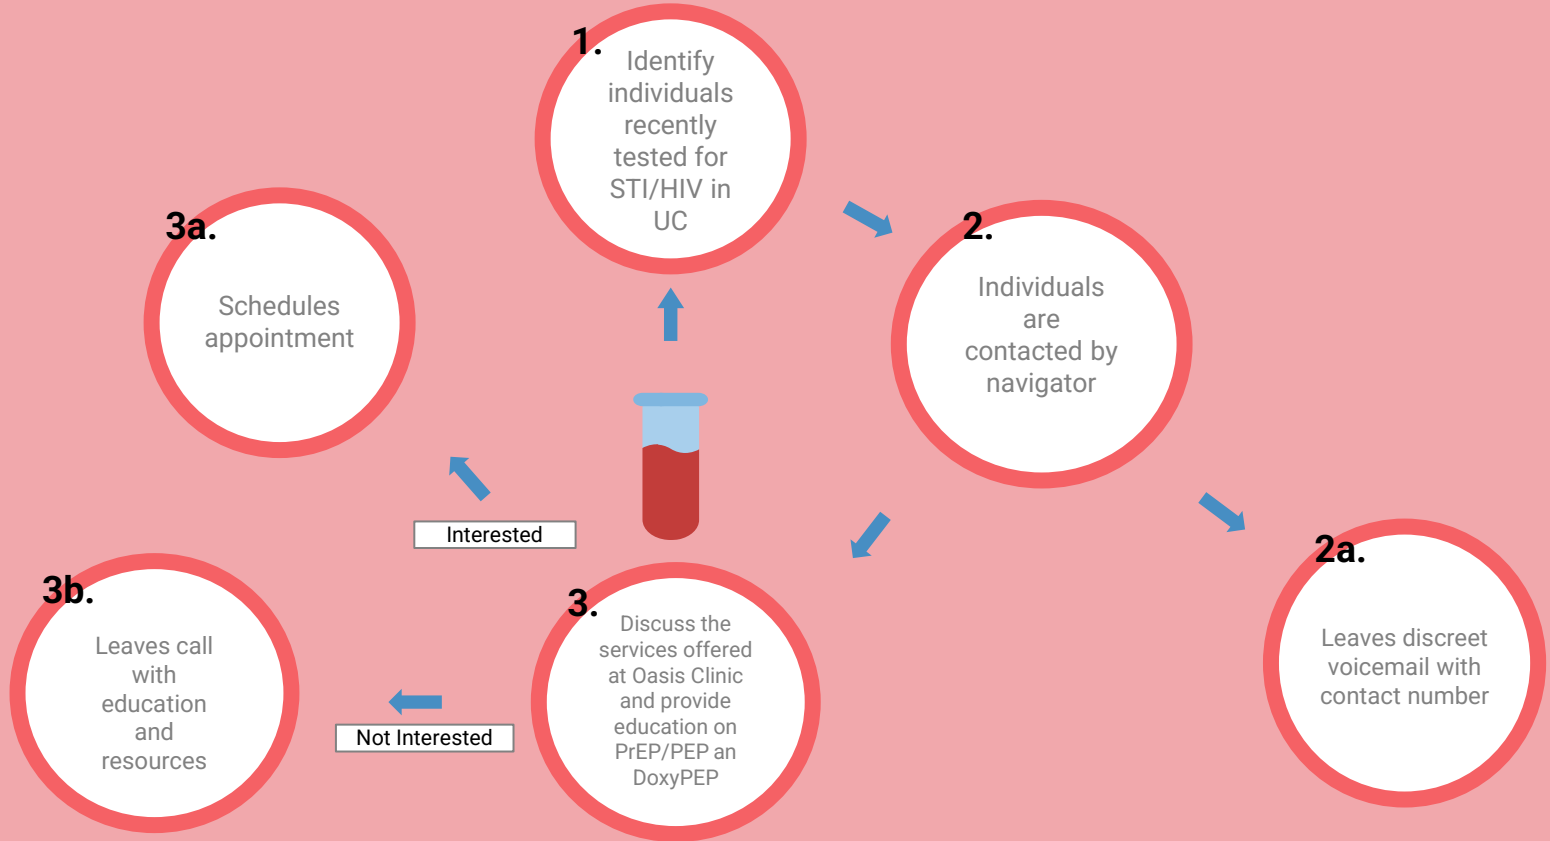 1.
Identify
individuals
recently
tested for
STI/HIV in
UC
2.
Individuals
are
contacted by
navigator
2a.
Leaves discreet
voicemail with
contact number
3.
Discuss the
services offered
at Oasis Clinic
and provide
education on
PrEP/PEP an
DoxyPEP
Interested
3a.
Schedules
appointment
Not Interested
3b.
Leaves call
with
education
and
resources